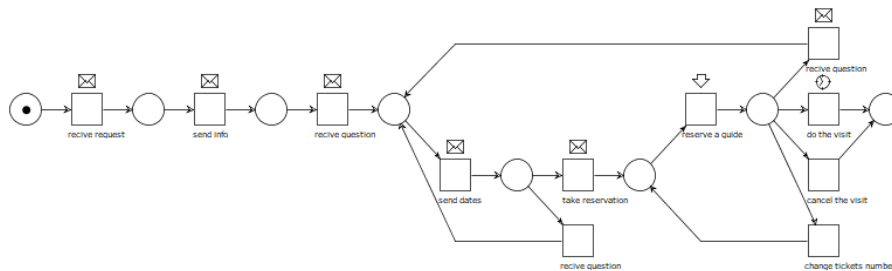 recive question
recive request
send info
recive question
reserve a guide
do the visit
send dates
take reservation
cancel the visit
recive question
change tickets numbe